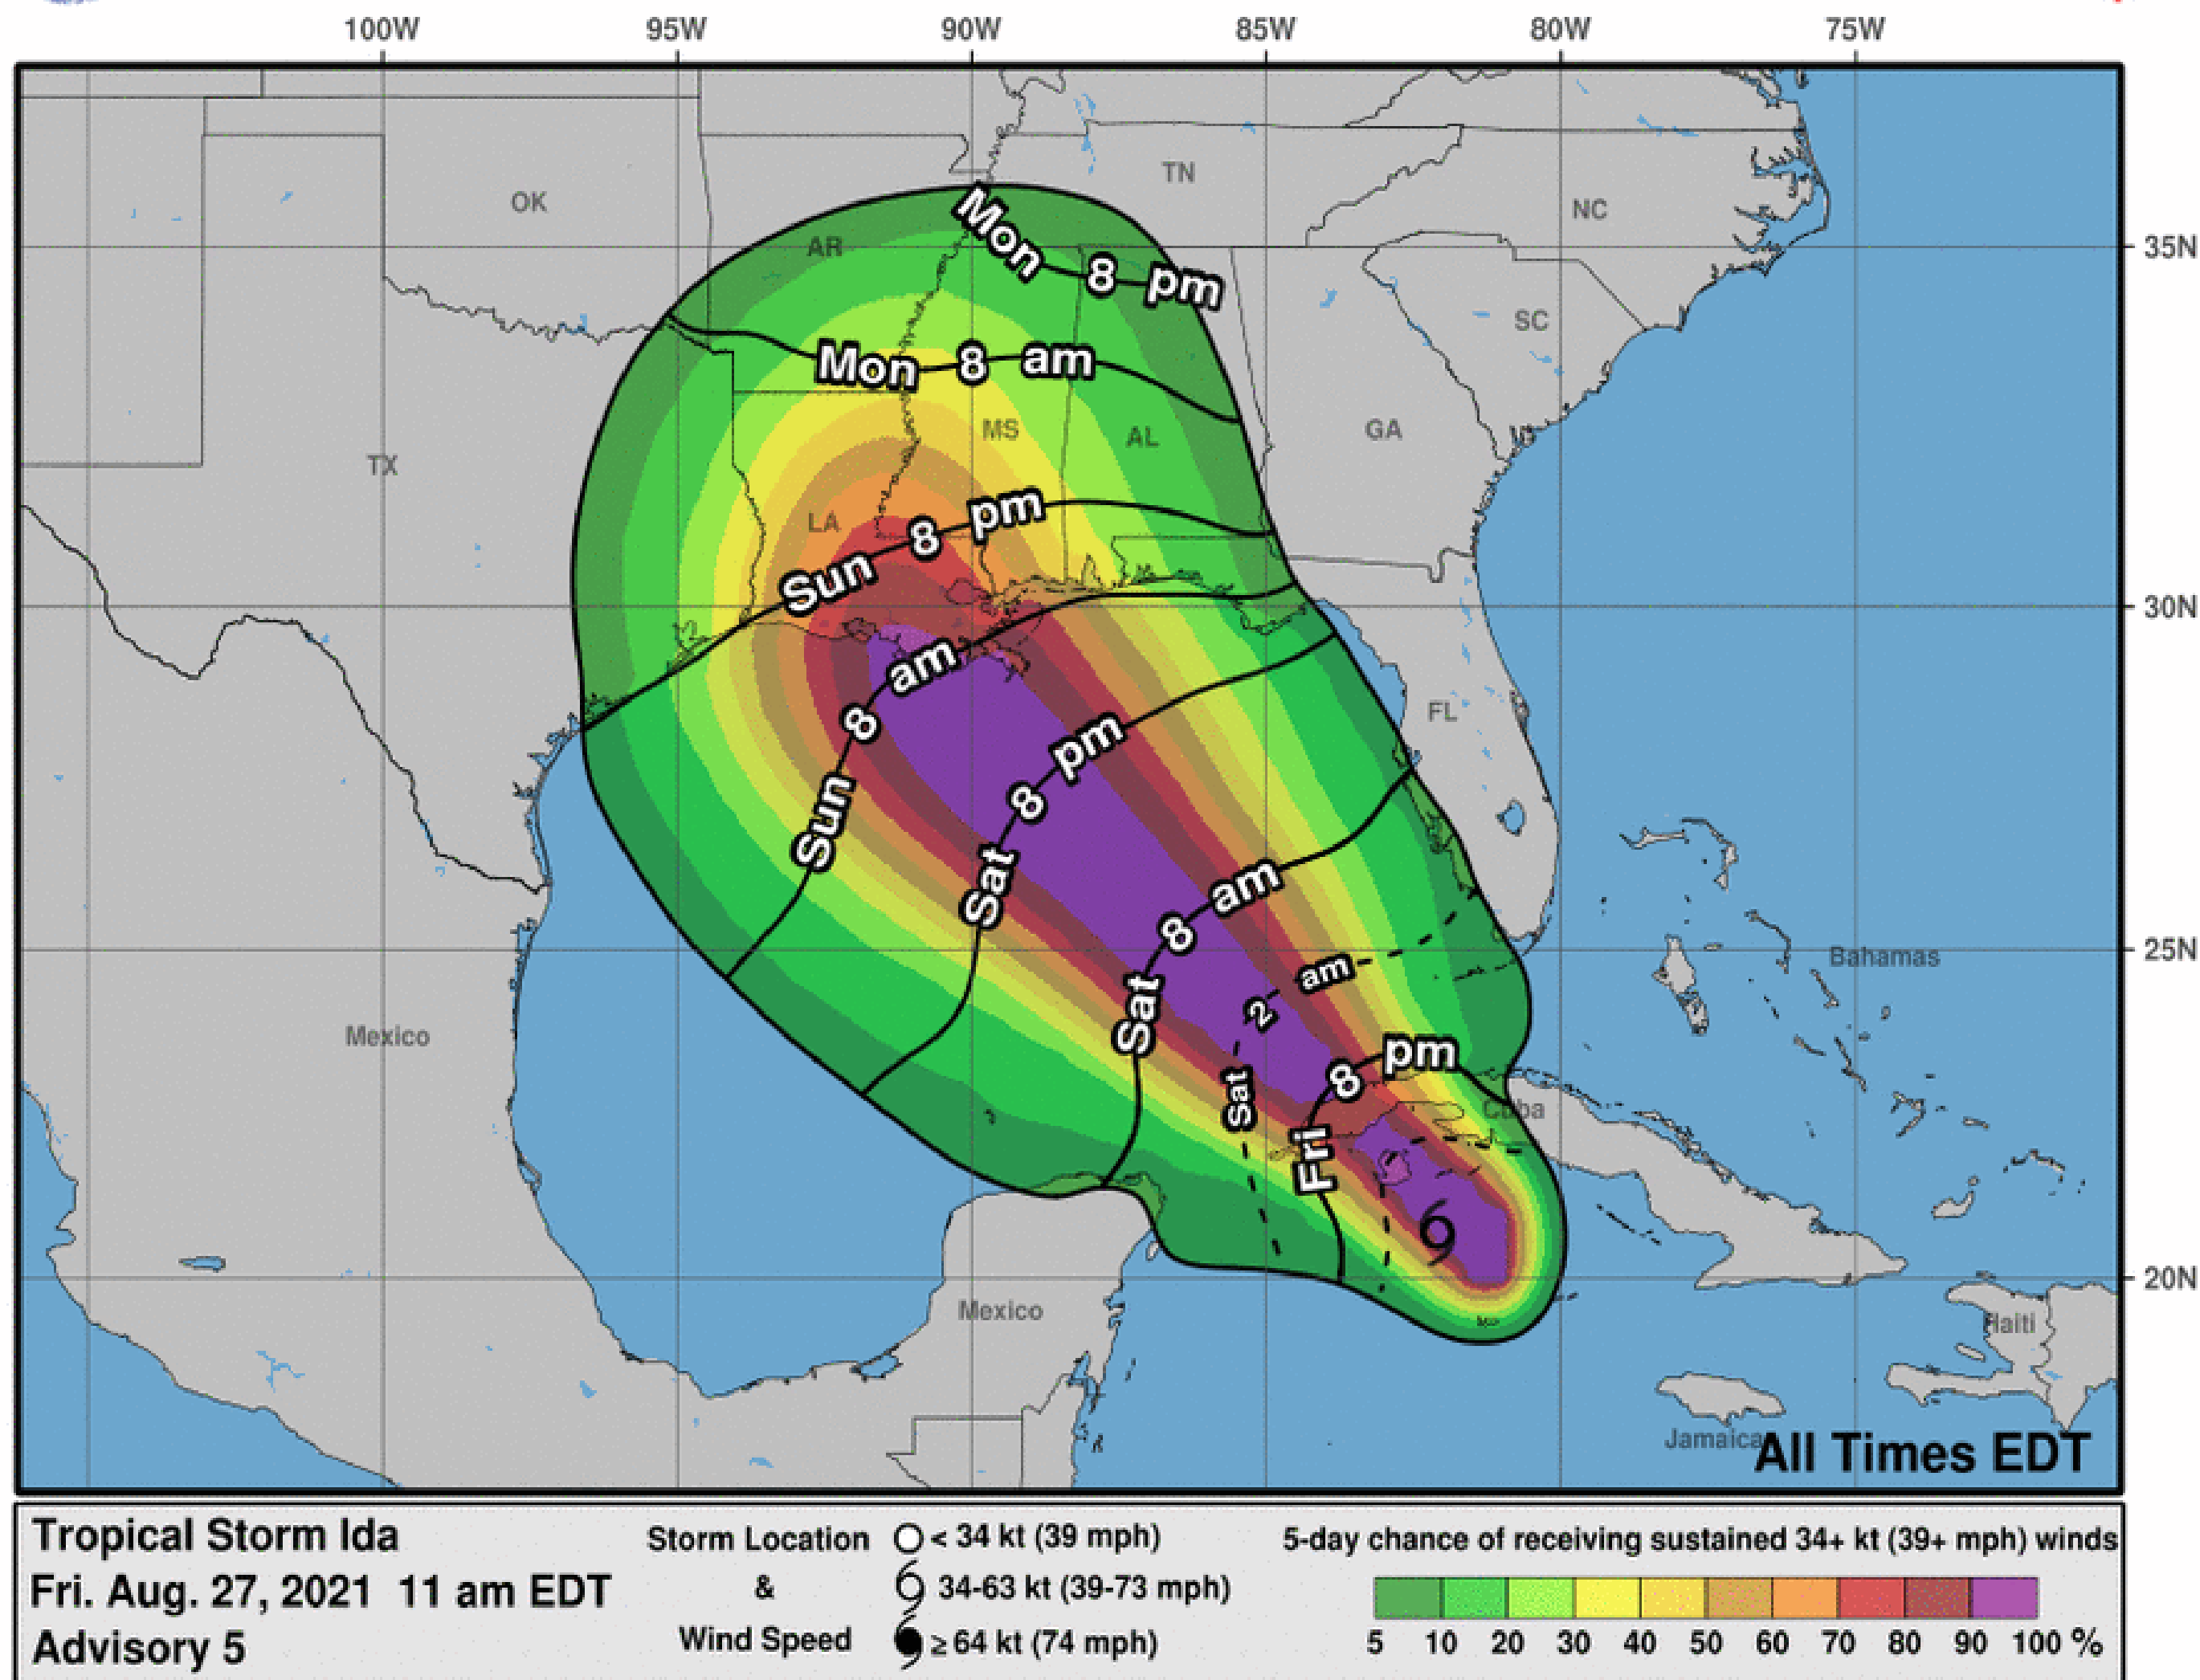 100W 95W 90W 85W 80W 75W
TN
OK
NC
Mon 8 pm
AR
35N
SC
Mon 8 am
MS
AL
GA
TX
Sun 8 pm
LA
30N
Sun 8 am
FL
Sat 8 pm
Sat 8 am
25N
Bahamas
Sat 2 am
Mexico
Fri 8 pm
Cuba
20N
Mexico
Haiti
Jamaica
All Times EDT
Tropical Storm Ida
Fri. Aug. 27, 2021 11 am EDT
Advisory 5
Storm Location
&
Wind Speed
< 34 kt (39 mph)
34-63 kt (39-73 mph)
≥ 64 kt (74 mph)
5-day chance of receiving sustained 34+ kt (39+ mph) winds
5 10 20 30 40 50 60 70 80 90 100 %